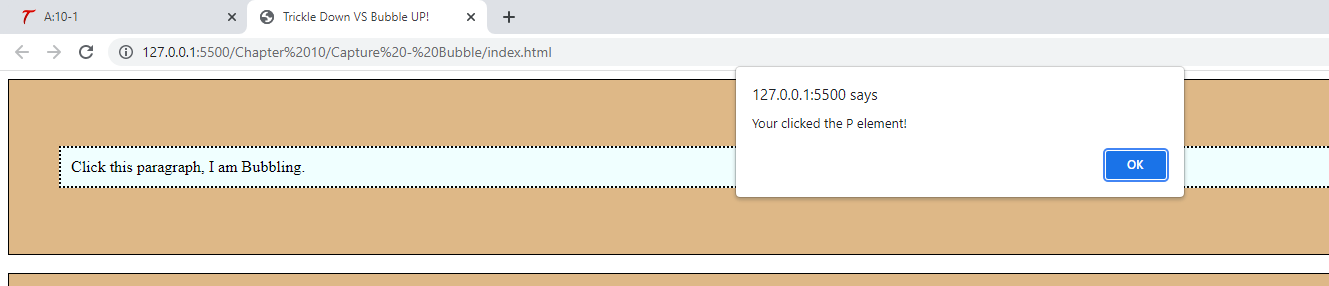 A:10-1
Trickle Down VS Bubble UP!
127.0.0.1:5500/Chapter%2010/Capture%20-%20Bubble/index.html
127.0.0.1:5500 says
Your clicked the P element!
OK
Click this paragraph, I am Bubbling.